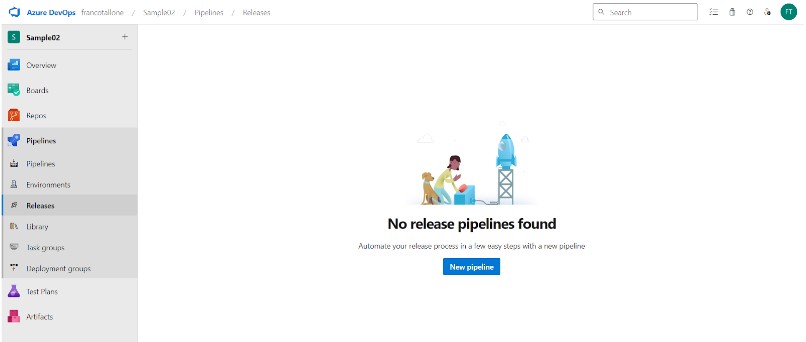 Azure DevOps francotallone / Sample02 / Pipelines / Releases Search FT
S Sample02 +
Overview
Boards
Repos
Pipelines
Pipelines
Environments
Releases
Library
Task groups
Deployment groups
Test Plans
Artifacts
No release pipelines found
Automate your release process in a few easy steps with a new pipeline
New pipeline